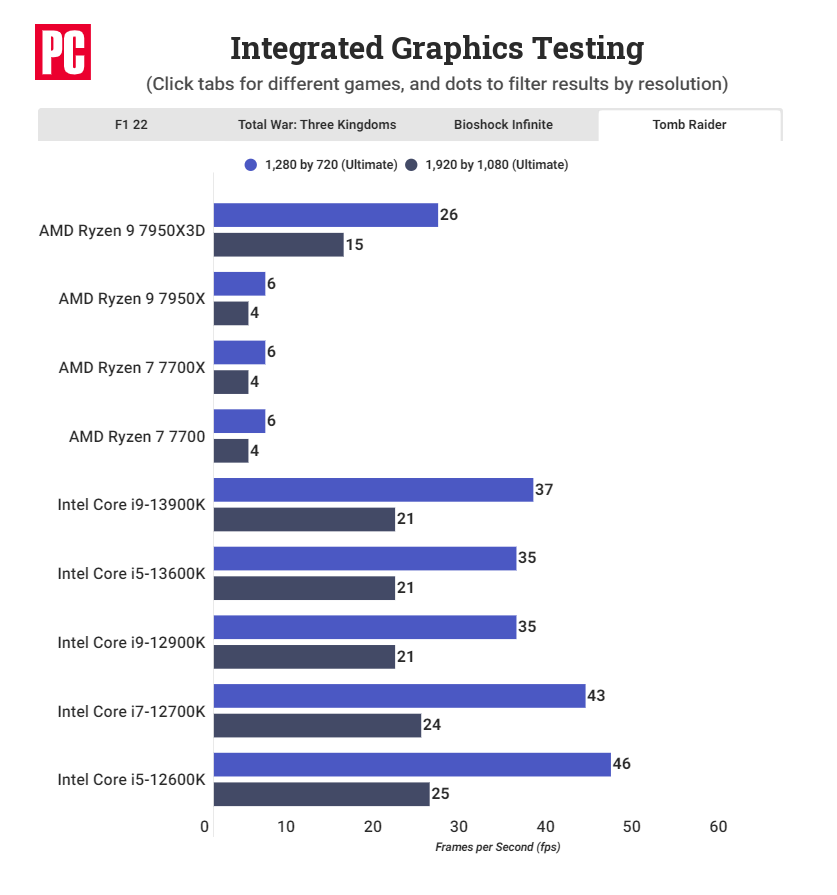 PC
Integrated Graphics Testing
(Click tabs for different games, and dots to filter results by resolution)
F1 22 Total War: Three Kingdoms Bioshock Infinite Tomb Raider
1,280 by 720 (Ultimate) 1,920 by 1,080 (Ultimate)
AMD Ryzen 9 7950X3D 26
15
AMD Ryzen 9 7950X 6
4
AMD Ryzen 7 7700X 6
4
AMD Ryzen 7 7700 6
4
Intel Core i9-13900K 37
21
Intel Core i5-13600K 35
21
Intel Core i9-12900K 35
21
Intel Core i7-12700K 43
24
Intel Core i5-12600K 46
25
0 10 20 30 40 50 60
Frames per Second (fps)